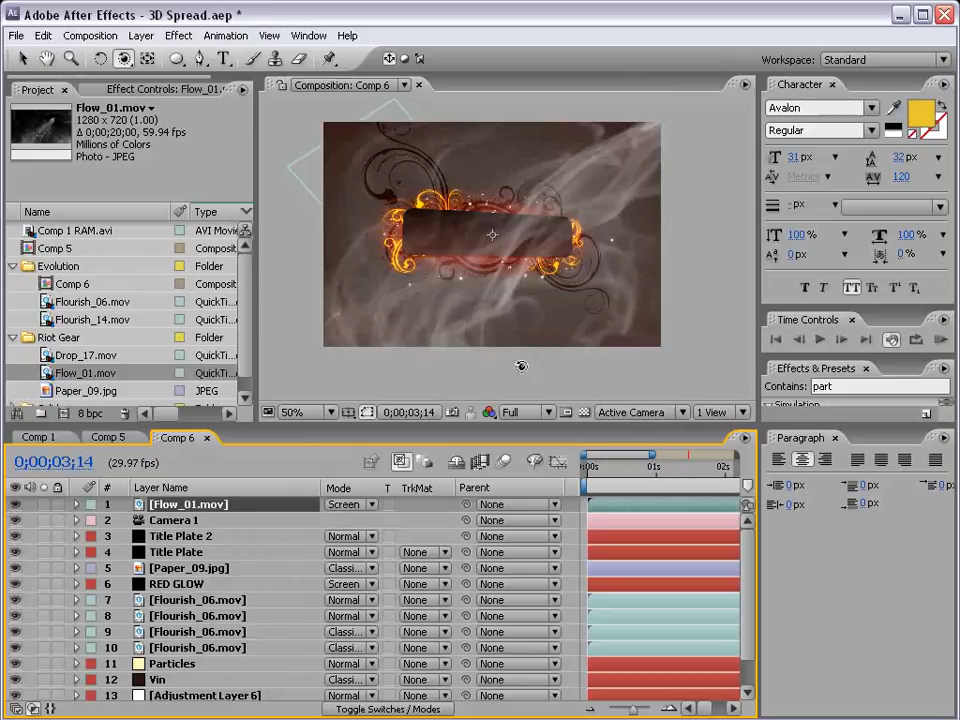 Adobe After Effects - 3D Spread.aep *
File Edit Composition Layer Effect Animation View Window Help
Workspace: Standard
Project Effect Controls: Flow_01.
Flow_01.mov
1280 x 720 (1.00)
Δ 0;00;20;00, 59.94 fps
Millions of Colors
Photo - JPEG
Name Type
Comp 1 RAM.avi AVI Movie
Comp 5 Composit
Evolution Folder
Comp 6 Composit
Flourish_06.mov QuickTi...
Flourish_14.mov QuickTi...
Riot Gear Folder
Drop_17.mov QuickTi...
Flow_01.mov QuickTi...
Paper_09.jpg JPEG
8 bpc
Composition: Comp 6
50% 0;00;03;14 Full Active Camera 1 View
Character
Avalon
Regular
31 px 32 px
Metrics 120
- px
100 % 100 %
0 px 0 %
T T TT Tr T¹ T₁
Time Controls
Effects & Presets
Contains: part
Simulation
Comp 1 Comp 5 Comp 6
0;00;03;14 (29.97 fps)
:00s 01s 02s
# Layer Name Mode T TrkMat Parent
1 [Flow_01.mov] Screen None
2 Camera 1 None
3 Title Plate 2 Normal None
4 Title Plate Normal None None
5 [Paper_09.jpg] Classi... None None
6 RED GLOW Screen None None
7 [Flourish_06.mov] Normal None None
8 [Flourish_06.mov] Normal None None
9 [Flourish_06.mov] Classi... None None
10 [Flourish_06.mov] Classi... None None
11 Particles Normal None None
12 Vin Classi... None None
13 [Adjustment Layer 6] Normal None None
Toggle Switches / Modes
Paragraph
0 px 0 px 0 px
0 px 0 px